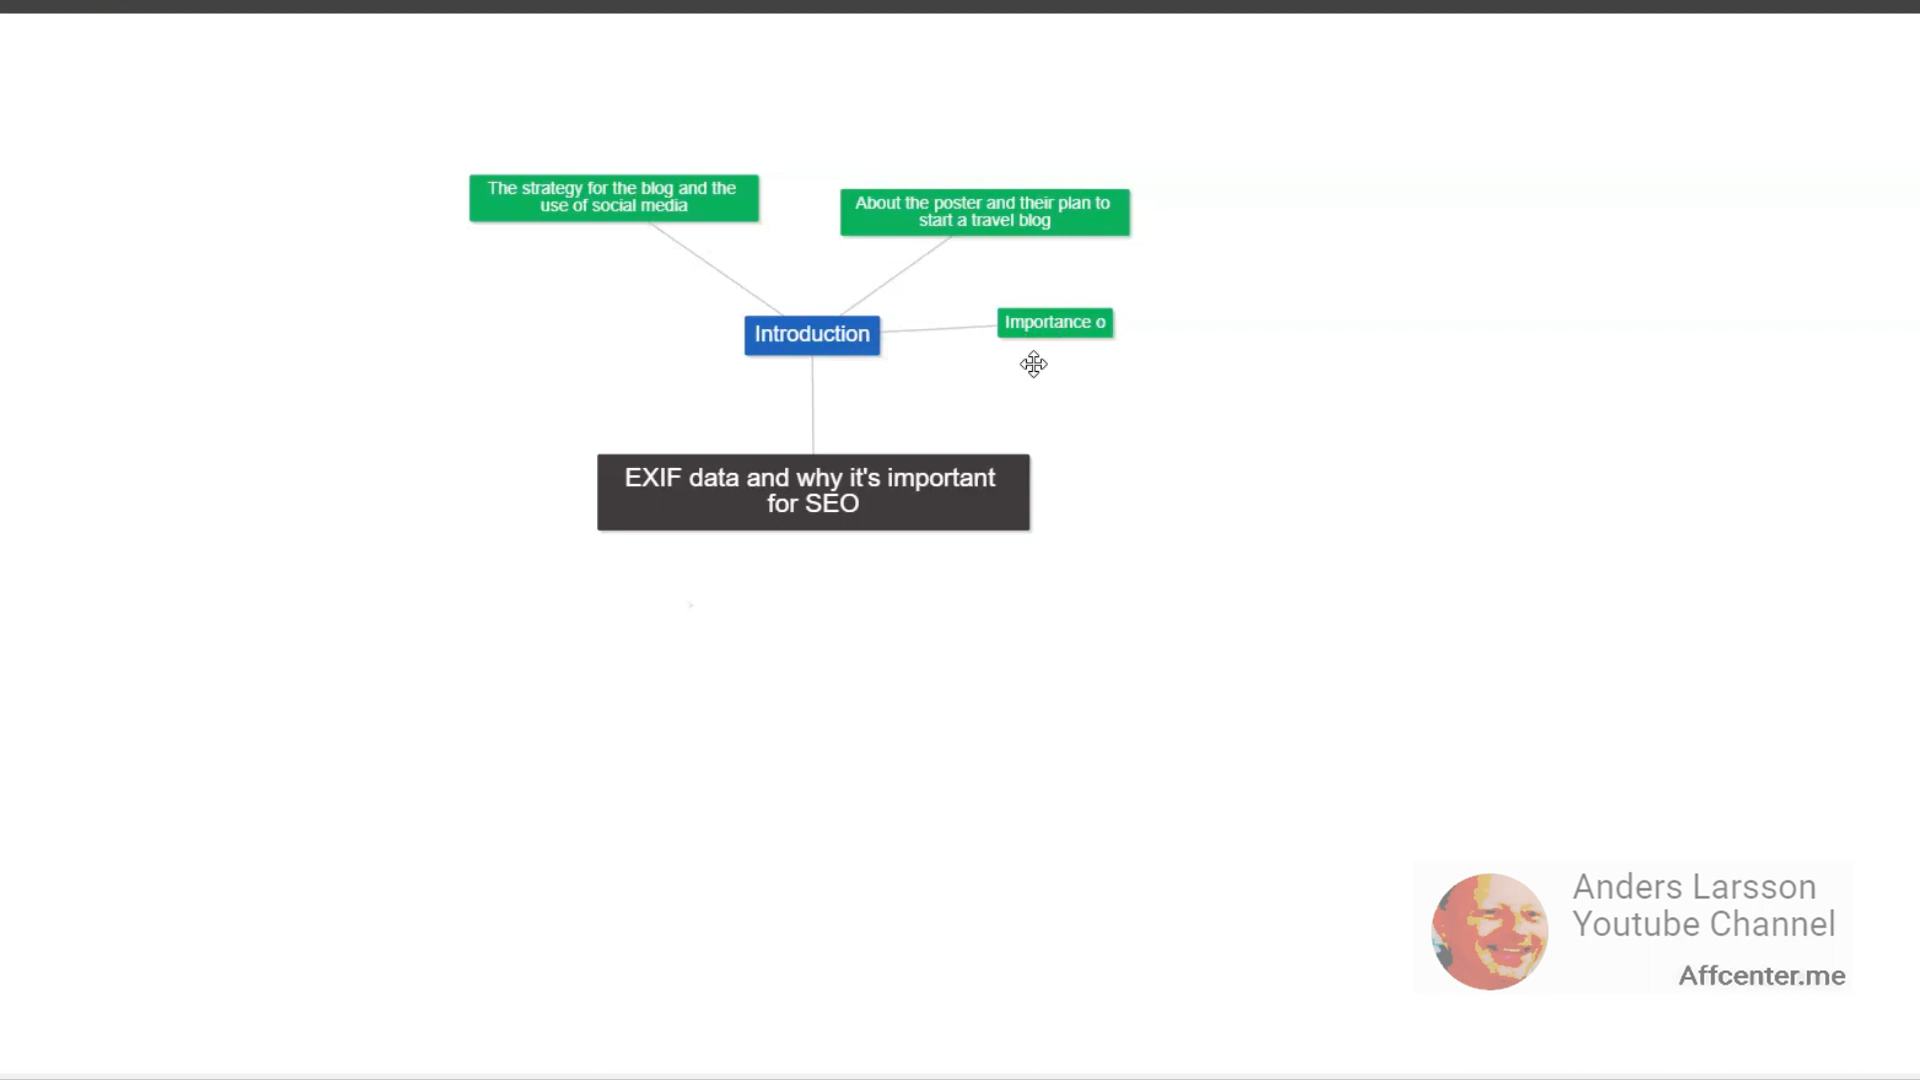 The strategy for the blog and the
use of social media
About the poster and their plan to
start a travel blog
Introduction
Importance o
EXIF data and why it's important
for SEO
Anders Larsson
Youtube Channel
Affcenter.me